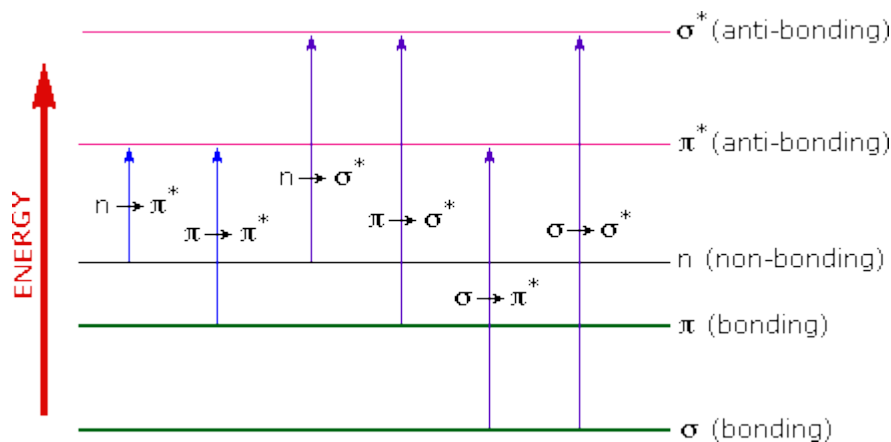 σ* (anti-bonding)
π* (anti-bonding)
n → σ*
n → π*
π → σ*
π → π*
σ → σ*
ENERGY
n (non-bonding)
σ → π*
π (bonding)
σ (bonding)